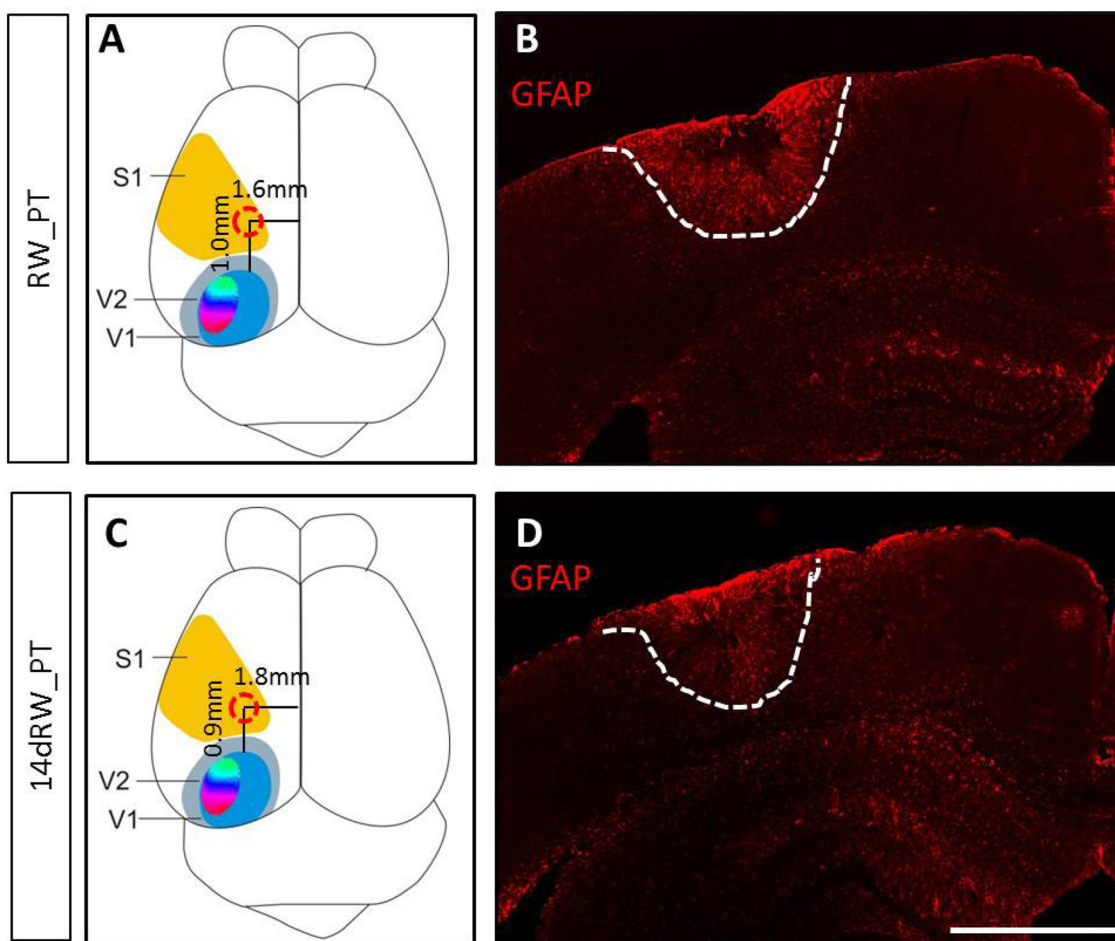 RW_PT
A
S1
1.6mm
1.0mm
V2
V1
B
GFAP
14dRW_PT
C
S1
1.8mm
0.9mm
V2
V1
D
GFAP